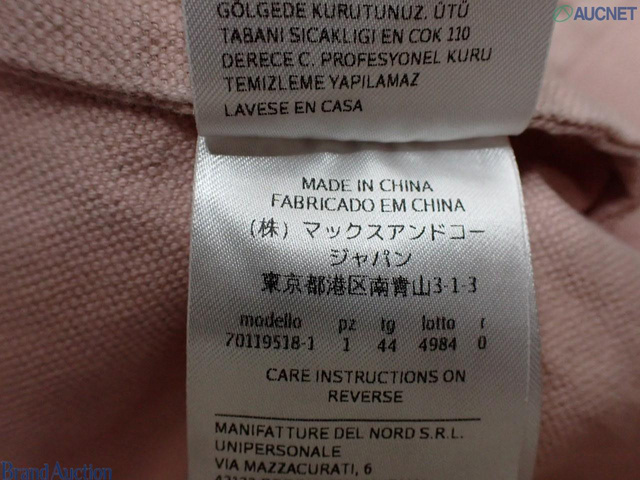 AUCNET
GÖLGEDE KURUTUNUZ. ÜTÜ
TABANI SICAKLIGI EN COK 110
DERECE C. PROFESYONEL KURU
TEMIZLEME YAPILAMAZ
LAVESE EN CASA
MADE IN CHINA
FABRICADO EM CHINA
(株) マックスアンドコー
ジャパン
東京都港区南青山3-1-3
modello pz tg lotto r
70119518-1 1 44 4984 0
CARE INSTRUCTIONS ON
REVERSE
MANIFATTURE DEL NORD S.R.L.
UNIPERSONALE
VIA MAZZACURATI, 6
Brand Auction